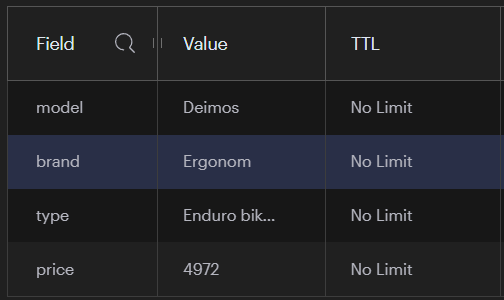 Field Value TTL
model Deimos No Limit
brand Ergonom No Limit
type Enduro bik... No Limit
price 4972 No Limit